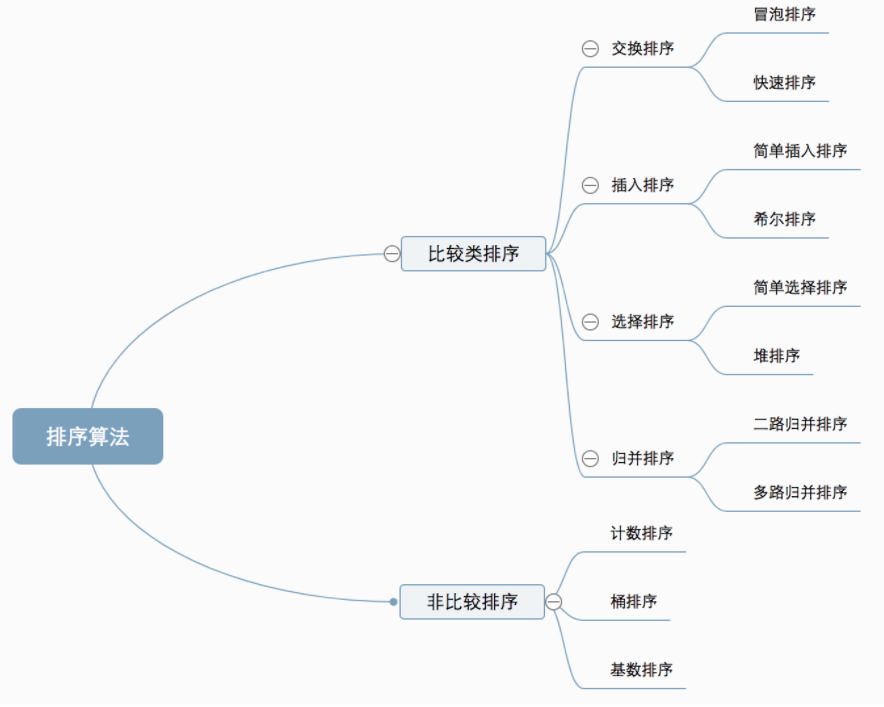 排序算法
比较类排序
交换排序
冒泡排序
快速排序
插入排序
简单插入排序
希尔排序
选择排序
简单选择排序
堆排序
归并排序
二路归并排序
多路归并排序
非比较排序
计数排序
桶排序
基数排序